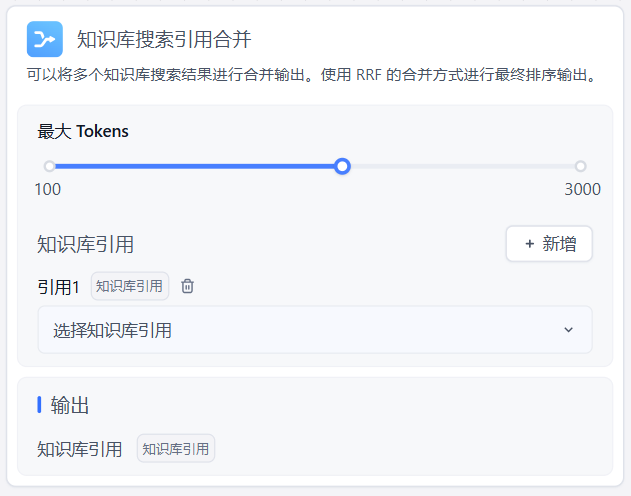 知识库搜索引用合并
可以将多个知识库搜索结果进行合并输出。使用 RRF 的合并方式进行最终排序输出。
最大 Tokens
100 3000
知识库引用 + 新增
引用1 知识库引用
选择知识库引用
输出
知识库引用 知识库引用